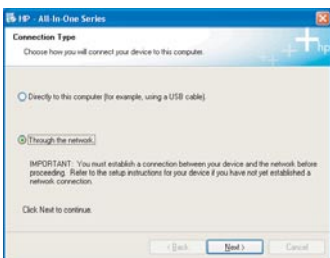 HP - All-In-One Series
Connection Type
Choose how you will connect your device to this computer.
hp
Directly to this computer (for example, using a USB cable).
Through the network.
IMPORTANT: You must establish a connection between your device and the network before
proceeding. Refer to the setup instructions for your device if you have not yet established a
network connection.
Click Next to continue.
< Back Next > Cancel